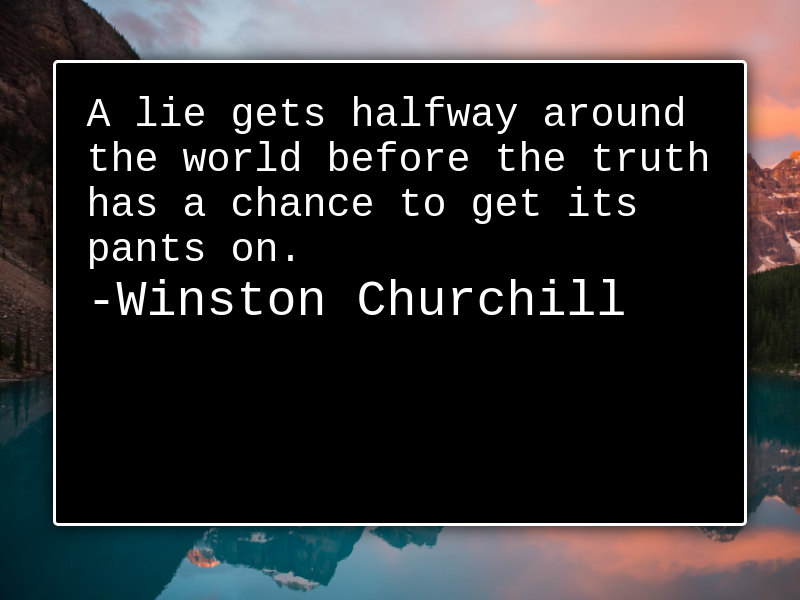 A lie gets halfway around
the world before the truth
has a chance to get its
pants on.
-Winston Churchill